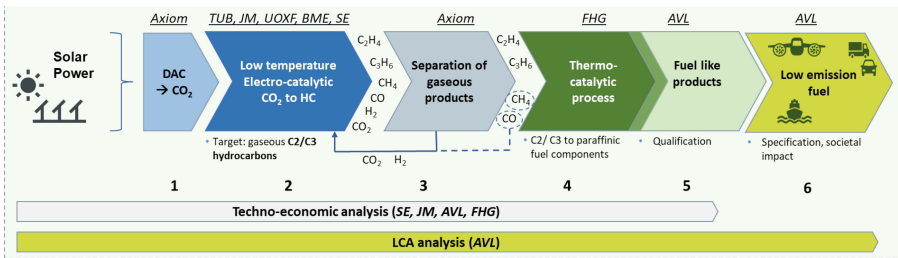 Axiom
TUB, JM, UOXF, BME, SE
Axiom
FHG
AVL
AVL
Solar
Power
DAC
→ CO2
Low temperature
Electro-catalytic
CO2 to HC
C2H4
C3H6
CH4
CO
H2
CO2
Separation of
gaseous
products
C2H4
C3H6
CH4
CO
Thermo-
catalytic
process
Fuel like
products
Low emission
fuel
• Target: gaseous C2/C3
hydrocarbons
CO2 H2
• C2/ C3 to paraffinic
fuel components
• Qualification
• Specification, societal
impact
1
2
3
4
5
6
Techno-economic analysis (SE, JM, AVL, FHG)
LCA analysis (AVL)